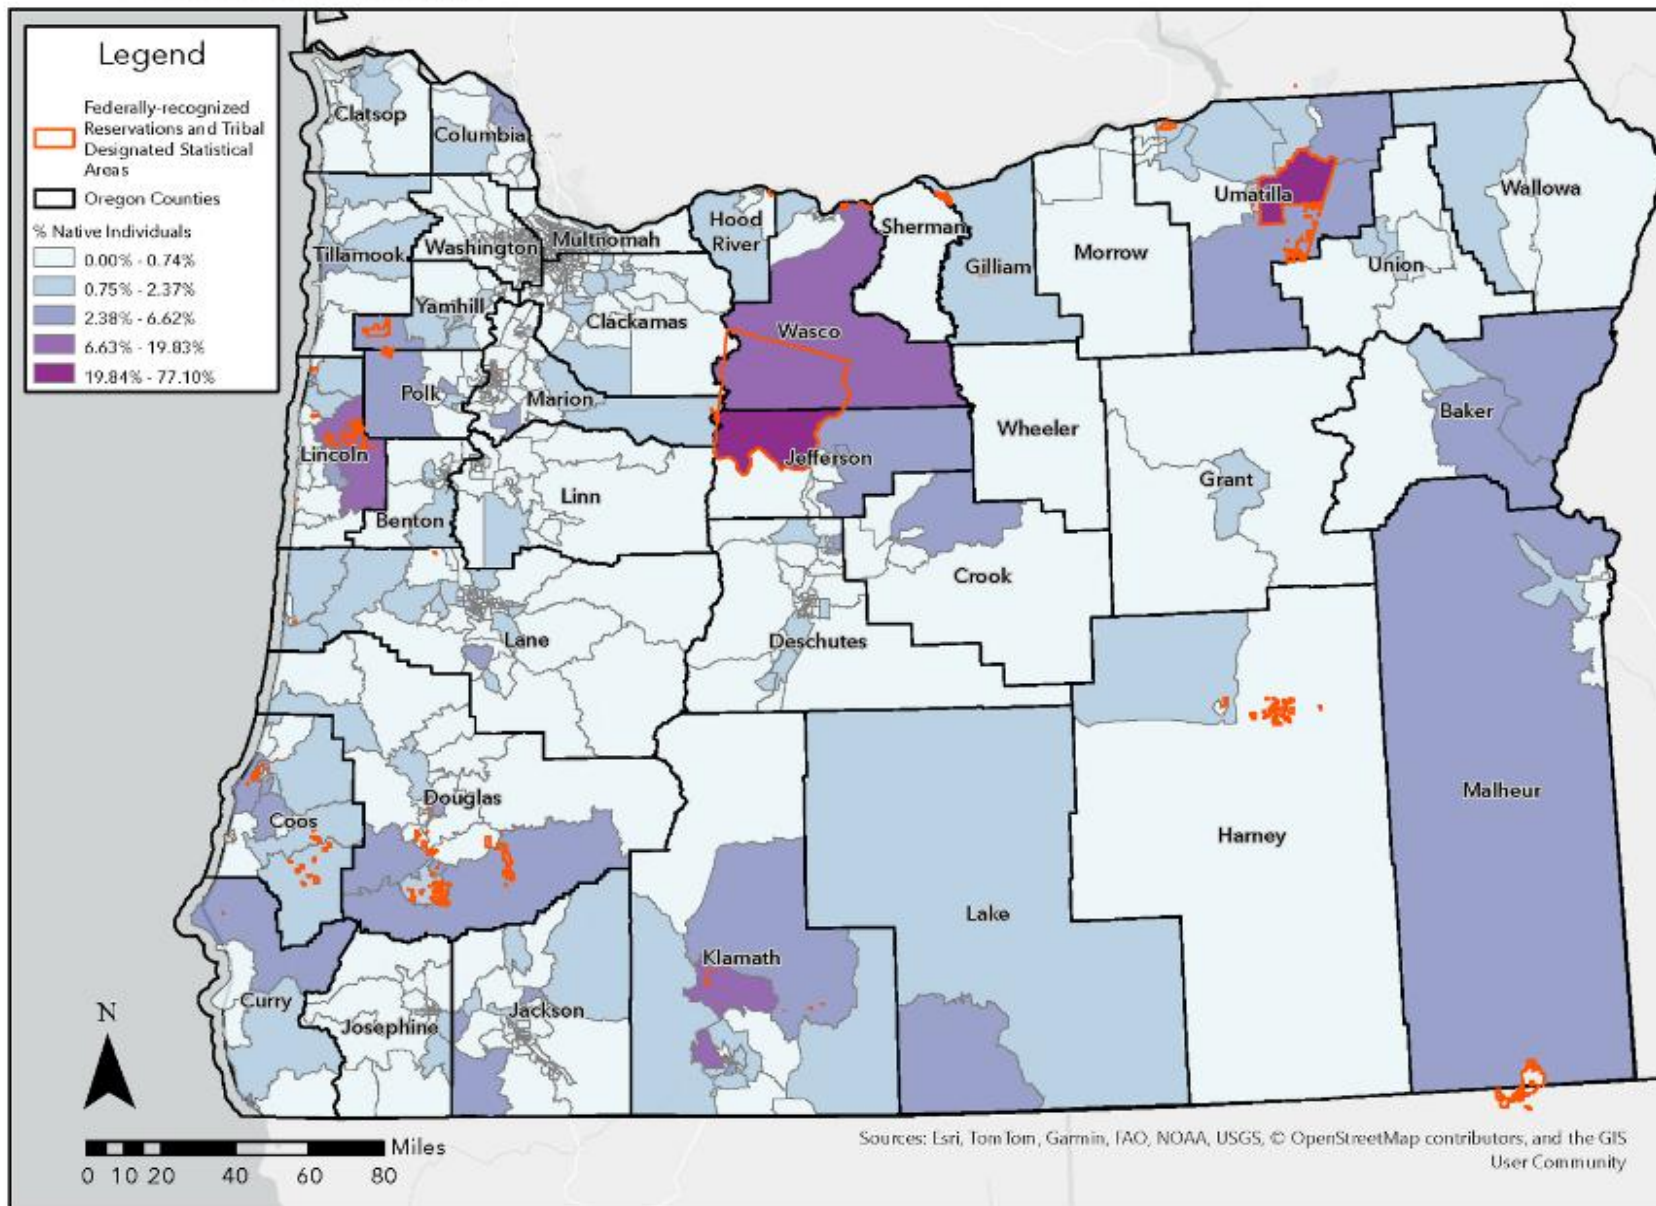 Legend
Federally-recognized
Reservations and Tribal
Designated Statistical
Areas
Oregon Counties
% Native Individuals
0.00% - 0.74%
0.75% - 2.37%
2.38% - 6.62%
6.63% - 19.83%
19.84% - 77.10%
Clatsop
Columbia
Tillamook
Washington
Multnomah
Hood
River
Sherman
Gilliam
Morrow
Umatilla
Union
Wallowa
Yamhill
Clackamas
Wasco
Polk
Marion
Lincoln
Jefferson
Wheeler
Baker
Benton
Linn
Grant
Crook
Lane
Deschutes
Malheur
Harney
Coos
Douglas
Lake
Klamath
Curry
Josephine
Jackson
N
Miles
0 10 20 40 60 80
Sources: Esri, TomTom, Garmin, FAO, NOAA, USGS, © OpenStreetMap contributors, and the GIS
User Community